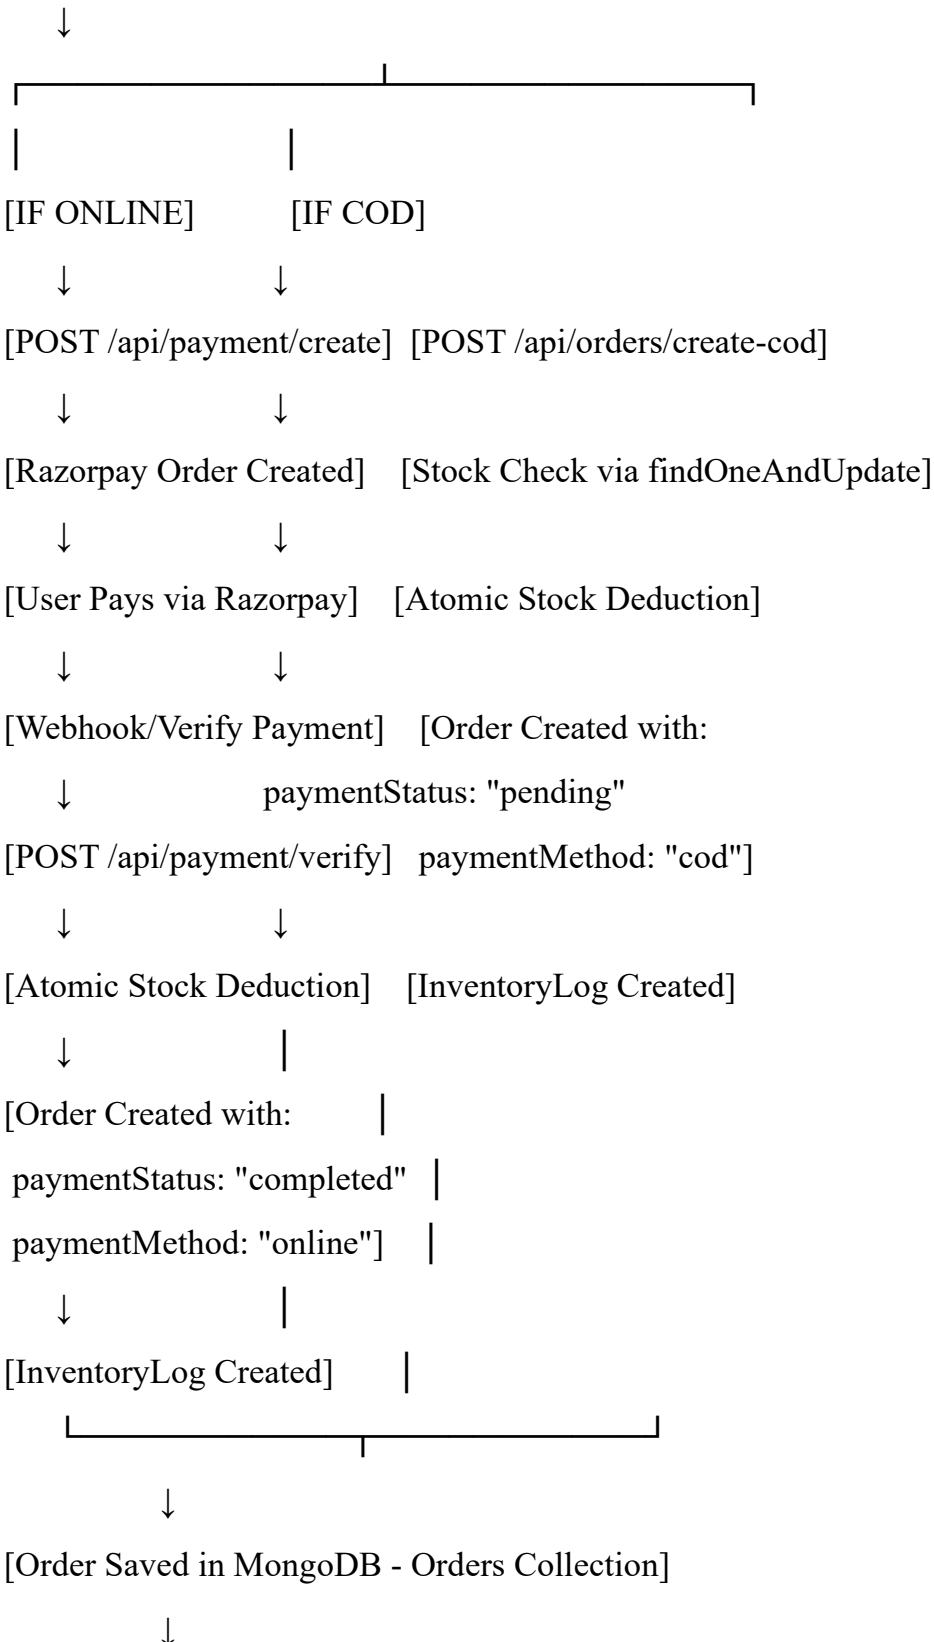 ↓
┌─────────────┴─────────────┐
│ │
[IF ONLINE] [IF COD]
↓ ↓
[POST /api/payment/create] [POST /api/orders/create-cod]
↓ ↓
[Razorpay Order Created] [Stock Check via findOneAndUpdate]
↓ ↓
[User Pays via Razorpay] [Atomic Stock Deduction]
↓ ↓
[Webhook/Verify Payment] [Order Created with:
↓ paymentStatus: "pending"
[POST /api/payment/verify] paymentMethod: "cod"]
↓ ↓
[Atomic Stock Deduction] [InventoryLog Created]
↓ │
[Order Created with: │
paymentStatus: "completed" │
paymentMethod: "online"] │
↓ │
[InventoryLog Created] │
└──────────┬──────────┘
↓
[Order Saved in MongoDB - Orders Collection]
↓